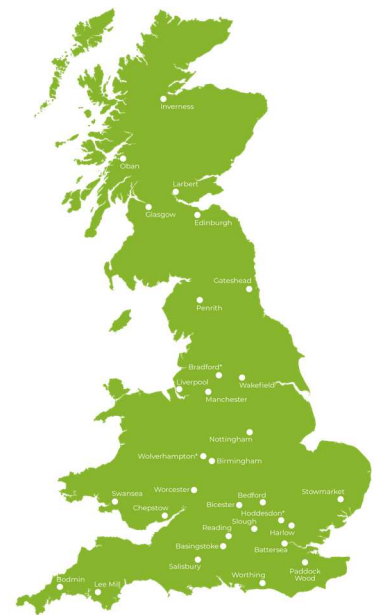 Inverness
Oban
Larbert
Glasgow
Edinburgh
Gateshead
Penrith
Bradford*
Wakefield
Liverpool
Manchester
Nottingham
Wolverhampton*
Birmingham
Worcester
Bedford
Stowmarket
Swansea
Bicester
Chepstow
Hoddesdon*
Slough
Harlow
Reading
Basingstoke
Battersea
Salisbury
Paddock
Wood
Worthing
Bodmin
Lee Mill